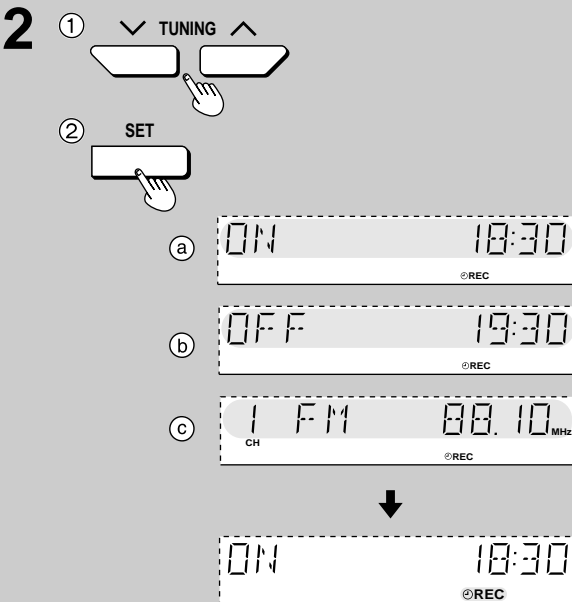 2 ① TUNING
② SET
ⓐ ON 18:30
REC
ⓑ OFF 19:30
REC
ⓒ 1 FM 88.10 MHz
CH
REC
ON 18:30
REC